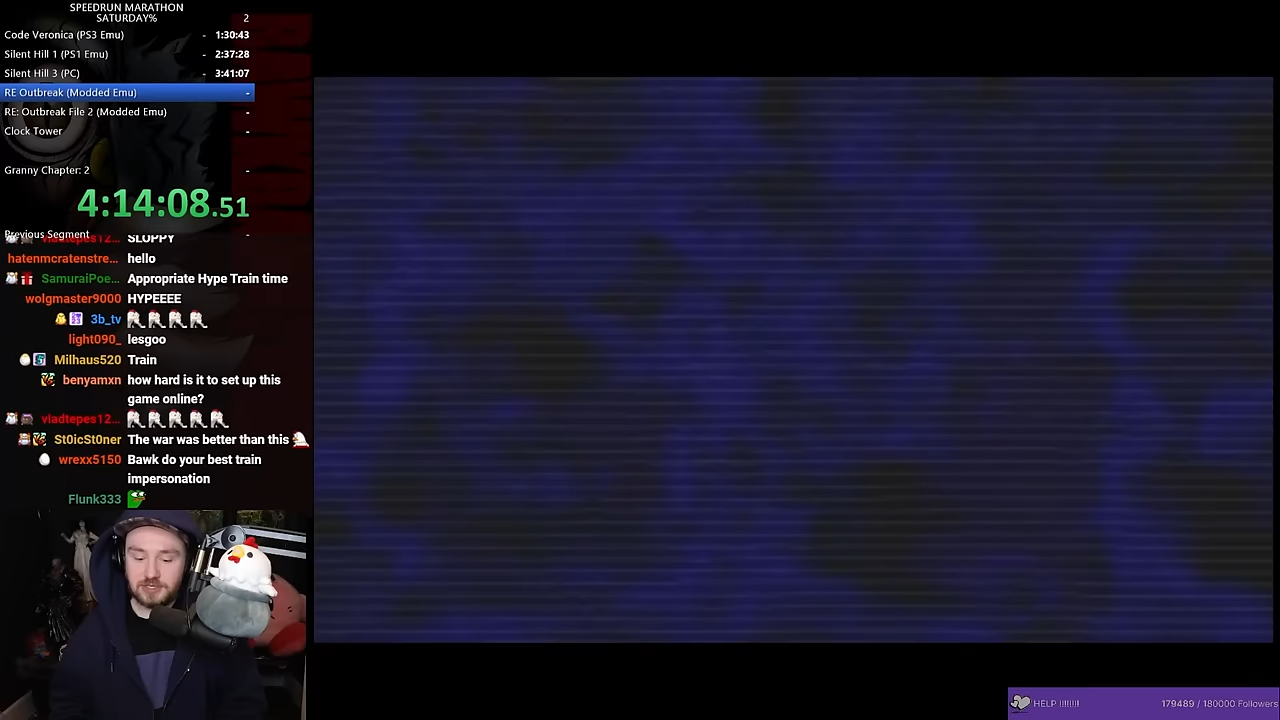 SPEEDRUN MARATHON
SATURDAY% 2
Code Veronica (PS3 Emu) - 1:30:43
Silent Hill 1 (PS1 Emu) - 2:37:28
Silent Hill 3 (PC) - 3:41:07
RE Outbreak (Modded Emu) -
RE: Outbreak File 2 (Modded Emu) -
Clock Tower -
Granny Chapter: 2 -
4:14:08.51
Previous Segment -
vladtepes12... SLOPPY
hatenmcratenstre... hello
SamuraiPoe... Appropriate Hype Train time
wolgmaster9000 HYPEEEE
3b_tv
light090_ lesgoo
Milhaus520 Train
benyamxn how hard is it to set up this
game online?
vladtepes12...
St0icSt0ner The war was better than this
wrexx5150 Bawk do your best train
impersonation
Flunk333
HELP !!!!!!! 179489 / 180000 Followers